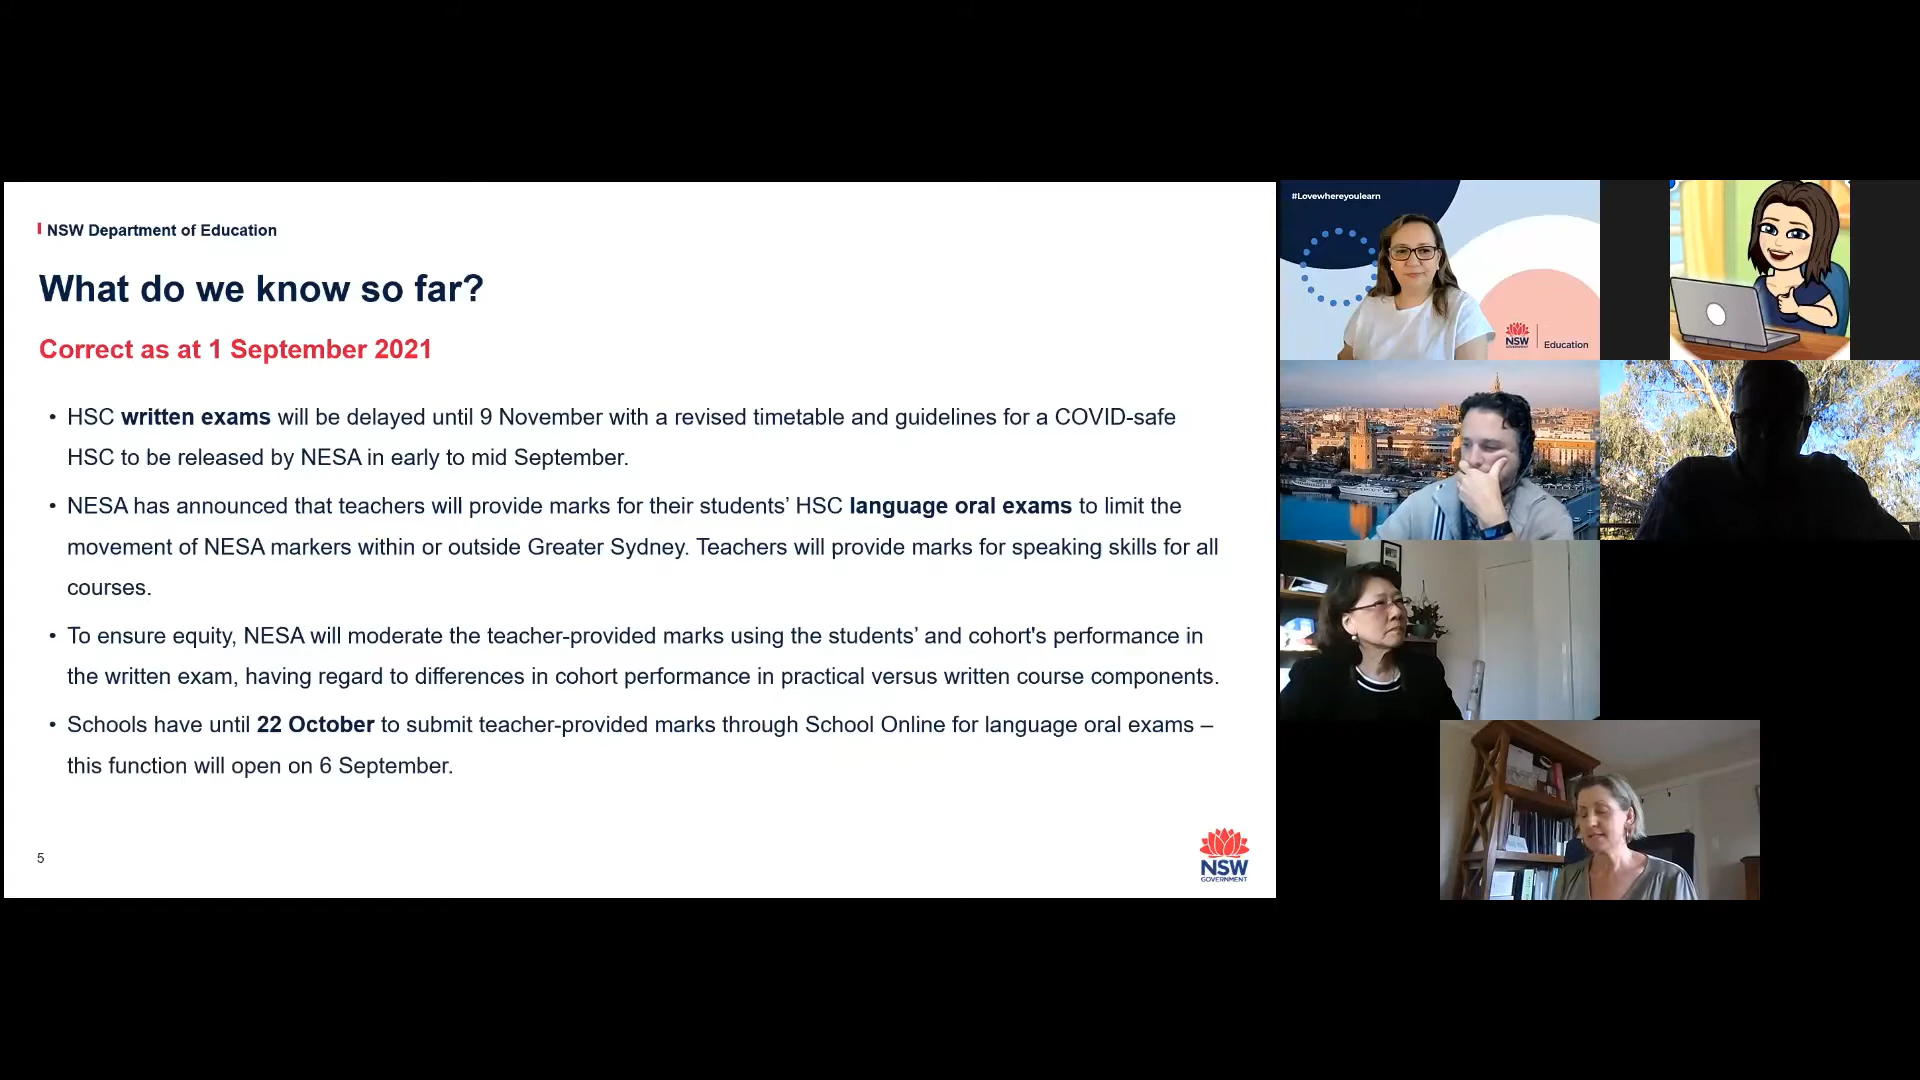 NSW Department of Education
What do we know so far?
Correct as at 1 September 2021
• HSC written exams will be delayed until 9 November with a revised timetable and guidelines for a COVID-safe
HSC to be released by NESA in early to mid September.
• NESA has announced that teachers will provide marks for their students’ HSC language oral exams to limit the
movement of NESA markers within or outside Greater Sydney. Teachers will provide marks for speaking skills for all
courses.
• To ensure equity, NESA will moderate the teacher-provided marks using the students’ and cohort's performance in
the written exam, having regard to differences in cohort performance in practical versus written course components.
• Schools have until 22 October to submit teacher-provided marks through School Online for language oral exams –
this function will open on 6 September.
5
NSW
GOVERNMENT
#Lovewhereyoulearn
NSW
GOVERNMENT
Education